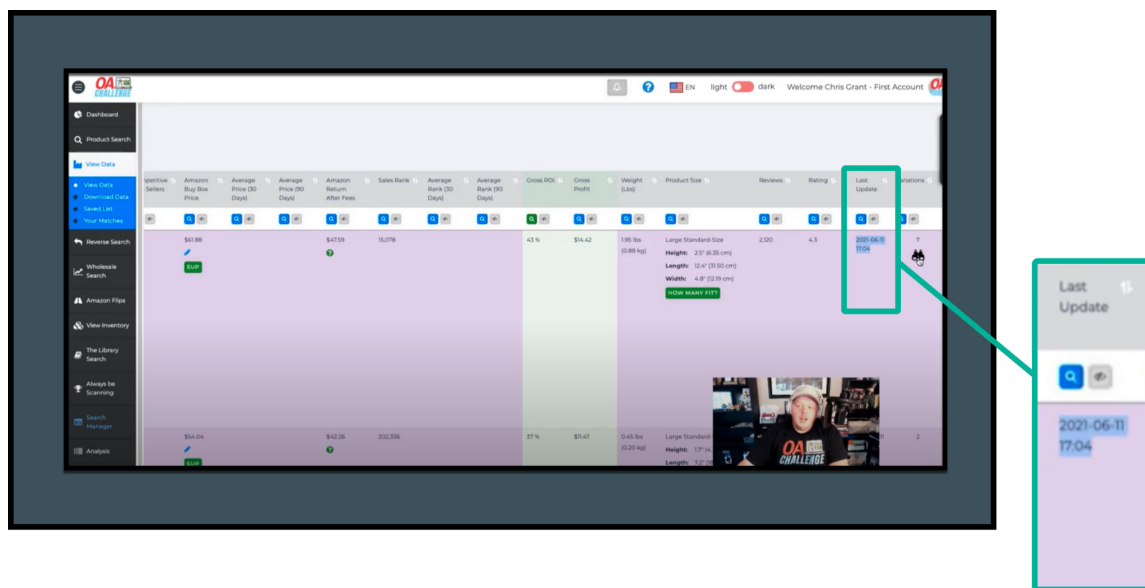 OA
CHALLENGE
EN light dark Welcome Chris Grant - First Account
Dashboard
Product Search
View Data
View Data
Download Data
Saved List
Your Matches
Reverse Search
Wholesale
Search
Amazon Flips
View Inventory
The Library
Search
Always be
Scanning
Search
Manager
Analysis
Sellers
Amazon
Buy Box
Price
Average
Price (30
Days)
Average
Price (90
Days)
Amazon
Return
After Fees
Sales Rank
Average
Rank (30
Days)
Average
Rank (90
Days)
Gross ROI
Gross
Profit
Weight
(Lbs)
Product Size
Reviews
Rating
Last
Update
$61.88
SUP
$47.59
15,078
43 %
$14.42
1.95 lbs
(0.88 kg)
Large Standard-Size
Height: 2.5" (6.35 cm)
Length: 12.4" (31.50 cm)
Width: 4.8" (12.19 cm)
HOW MANY FIT?
2,120
4.3
2021-06-11
17:04
7
$54.04
SUP
$42.26
202,336
37 %
$11.47
0.45 lbs
(0.20 kg)
Large Standard
Height: 1.7"
Length: 7.2"
2
OA
CHALLENGE
Last
Update
2021-06-11
17:04